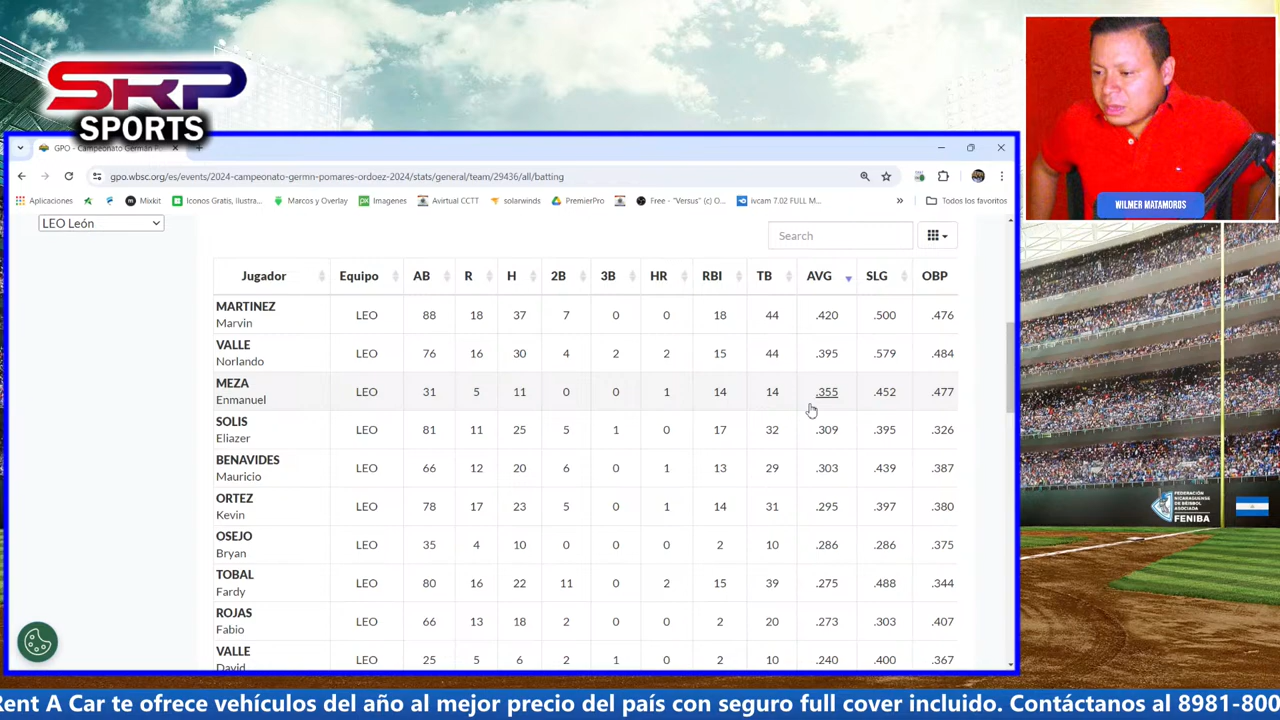 SKP
SPORTS
GPO - Campeonato Germán P
gpo.wbsc.org/es/events/2024-campeonato-germn-pomares-ordoez-2024/stats/general/team/29436/all/batting
Aplicaciones Mixkit Iconos Gratis, ilustra... Marcos y Overlay Imagenes Avirtual CCTT solarwinds PremierPro Free - "Versus" (c) O... ivcam 7.02 FULL M... » Todos los favoritos
WILMER MATAMOROS
LEO León
Search
Jugador Equipo AB R H 2B 3B HR RBI TB AVG SLG OBP
MARTINEZ
Marvin LEO 88 18 37 7 0 0 18 44 .420 .500 .476
VALLE
Norlando LEO 76 16 30 4 2 2 15 44 .395 .579 .484
MEZA
Enmanuel LEO 31 5 11 0 0 1 14 14 .355 .452 .477
SOLIS
Eliazer LEO 81 11 25 5 1 0 17 32 .309 .395 .326
BENAVIDES
Mauricio LEO 66 12 20 6 0 1 13 29 .303 .439 .387
ORTEZ
Kevin LEO 78 17 23 5 0 1 14 31 .295 .397 .380
OSEJO
Bryan LEO 35 4 10 0 0 0 2 10 .286 .286 .375
TOBAL
Fardy LEO 80 16 22 11 0 2 15 39 .275 .488 .344
ROJAS
Fabio LEO 66 13 18 2 0 0 2 20 .273 .303 .407
VALLE
David LEO 25 5 6 2 1 0 2 10 .240 .400 .367
FEDERACIÓN
NICARAGÜENSE
DE BÉISBOL
ASOCIADA
FENIBA
Rent A Car te ofrece vehículos del año al mejor precio del país con seguro full cover incluido. Contáctanos al 8981-800